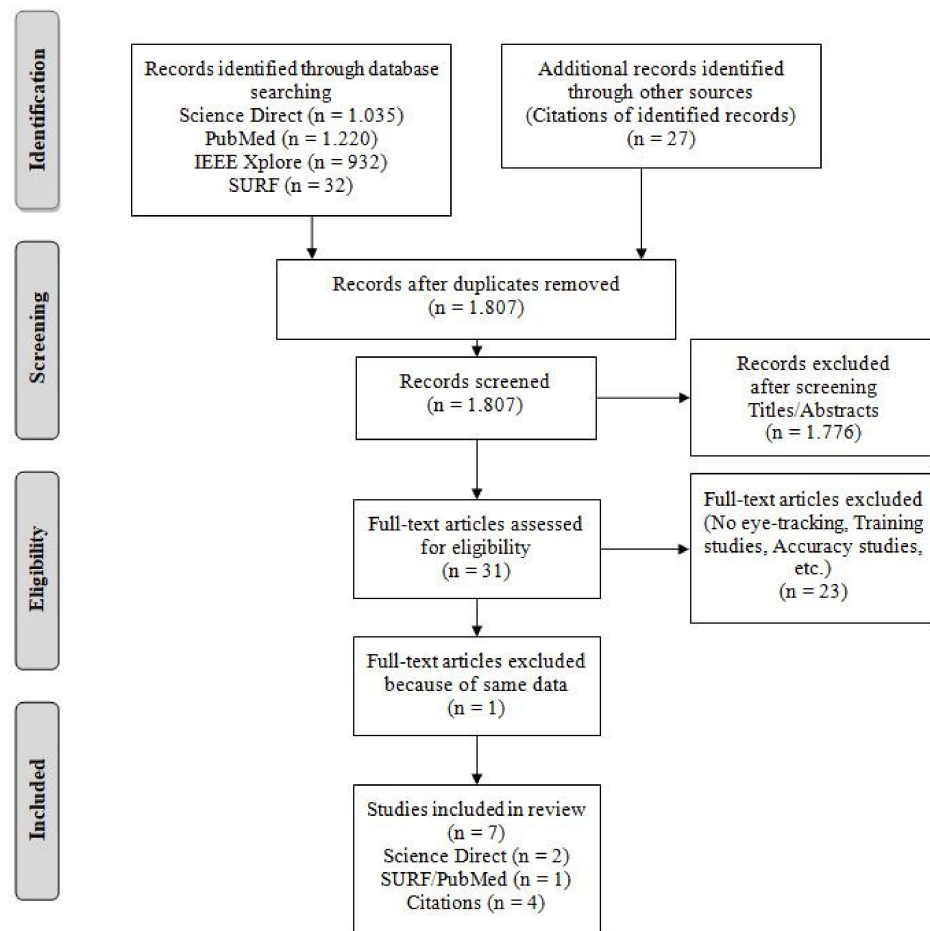 Identification
Records identified through database
searching
Science Direct (n = 1.035)
PubMed (n = 1.220)
IEEE Xplore (n = 932)
SURF (n = 32)
Additional records identified
through other sources
(Citations of identified records)
(n = 27)
Screening
Records after duplicates removed
(n = 1.807)
Records screened
(n = 1.807)
Records excluded
after screening
Titles/Abstracts
(n = 1.776)
Eligibility
Full-text articles assessed
for eligibility
(n = 31)
Full-text articles excluded
(No eye-tracking, Training
studies, Accuracy studies,
etc.)
(n = 23)
Full-text articles excluded
because of same data
(n = 1)
Included
Studies included in review
(n = 7)
Science Direct (n = 2)
SURF/PubMed (n = 1)
Citations (n = 4)